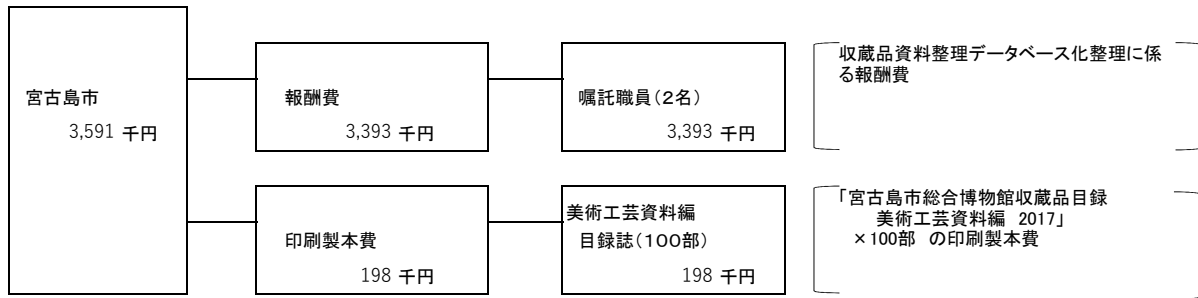 宮古島市
3,591 千円
報酬費
3,393 千円
嘱託職員(2名)
3,393 千円
収蔵品資料整理データベース化整理に係
る報酬費
印刷製本費
198 千円
美術工芸資料編
目録誌(100部)
198 千円
「宮古島市総合博物館収蔵品目録
美術工芸資料編 2017」
×100部 の印刷製本費